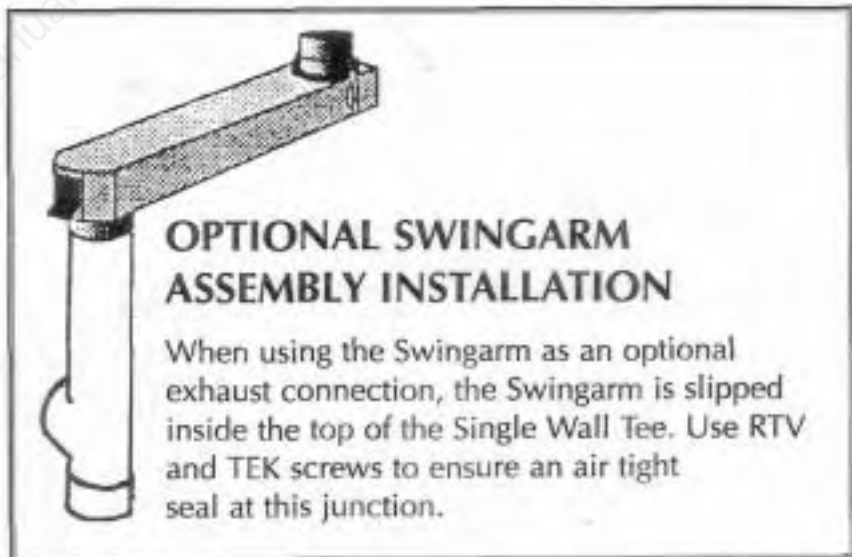 OPTIONAL SWINGARM
ASSEMBLY INSTALLATION
When using the Swingarm as an optional
exhaust connection, the Swingarm is slipped
inside the top of the Single Wall Tee. Use RTV
and TEK screws to ensure an air tight
seal at this junction.